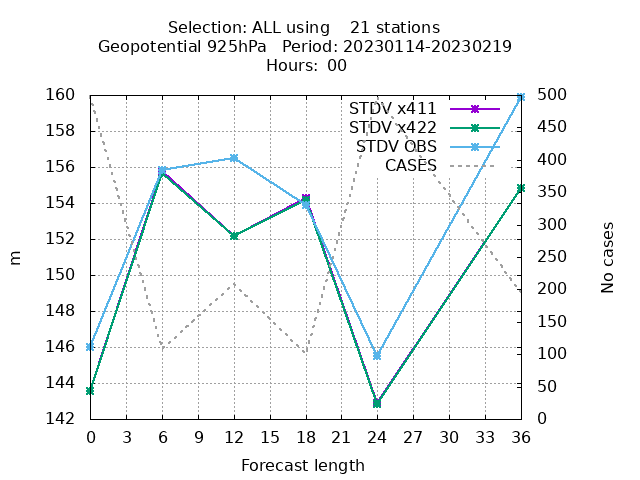 Selection: ALL using    21 stations
Geopotential 925hPa   Period: 20230114-20230219
Hours:  00
STDV x411
STDV x422
STDV OBS
CASES
160
158
156
154
152
150
148
146
144
142
m
500
450
400
350
300
250
200
150
100
50
0
No cases
0 3 6 9 12 15 18 21 24 27 30 33 36
Forecast length